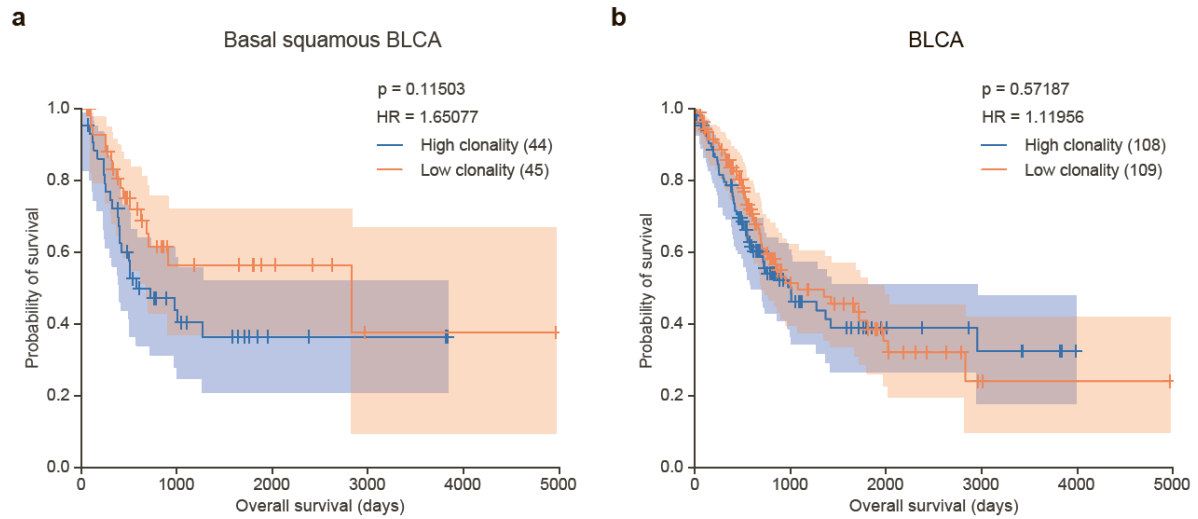 a
Basal squamous BLCA
p = 0.11503
HR = 1.65077
High clonality (44)
Low clonality (45)
Probability of survival
1.0
0.8
0.6
0.4
0.2
0.0
0 1000 2000 3000 4000 5000
Overall survival (days)
b
BLCA
p = 0.57187
HR = 1.11956
High clonality (108)
Low clonality (109)
Probability of survival
1.0
0.8
0.6
0.4
0.2
0.0
0 1000 2000 3000 4000 5000
Overall survival (days)